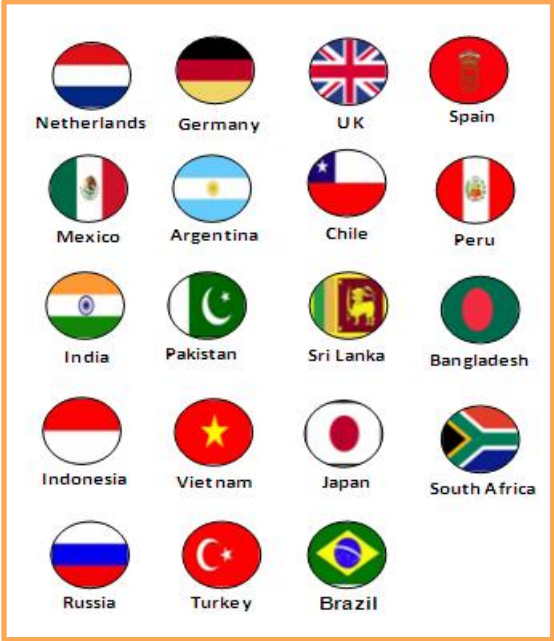 Netherlands Germany UK Spain
Mexico Argentina Chile Peru
India Pakistan Sri Lanka Bangladesh
Indonesia Vietnam Japan South Africa
Russia Turkey Brazil